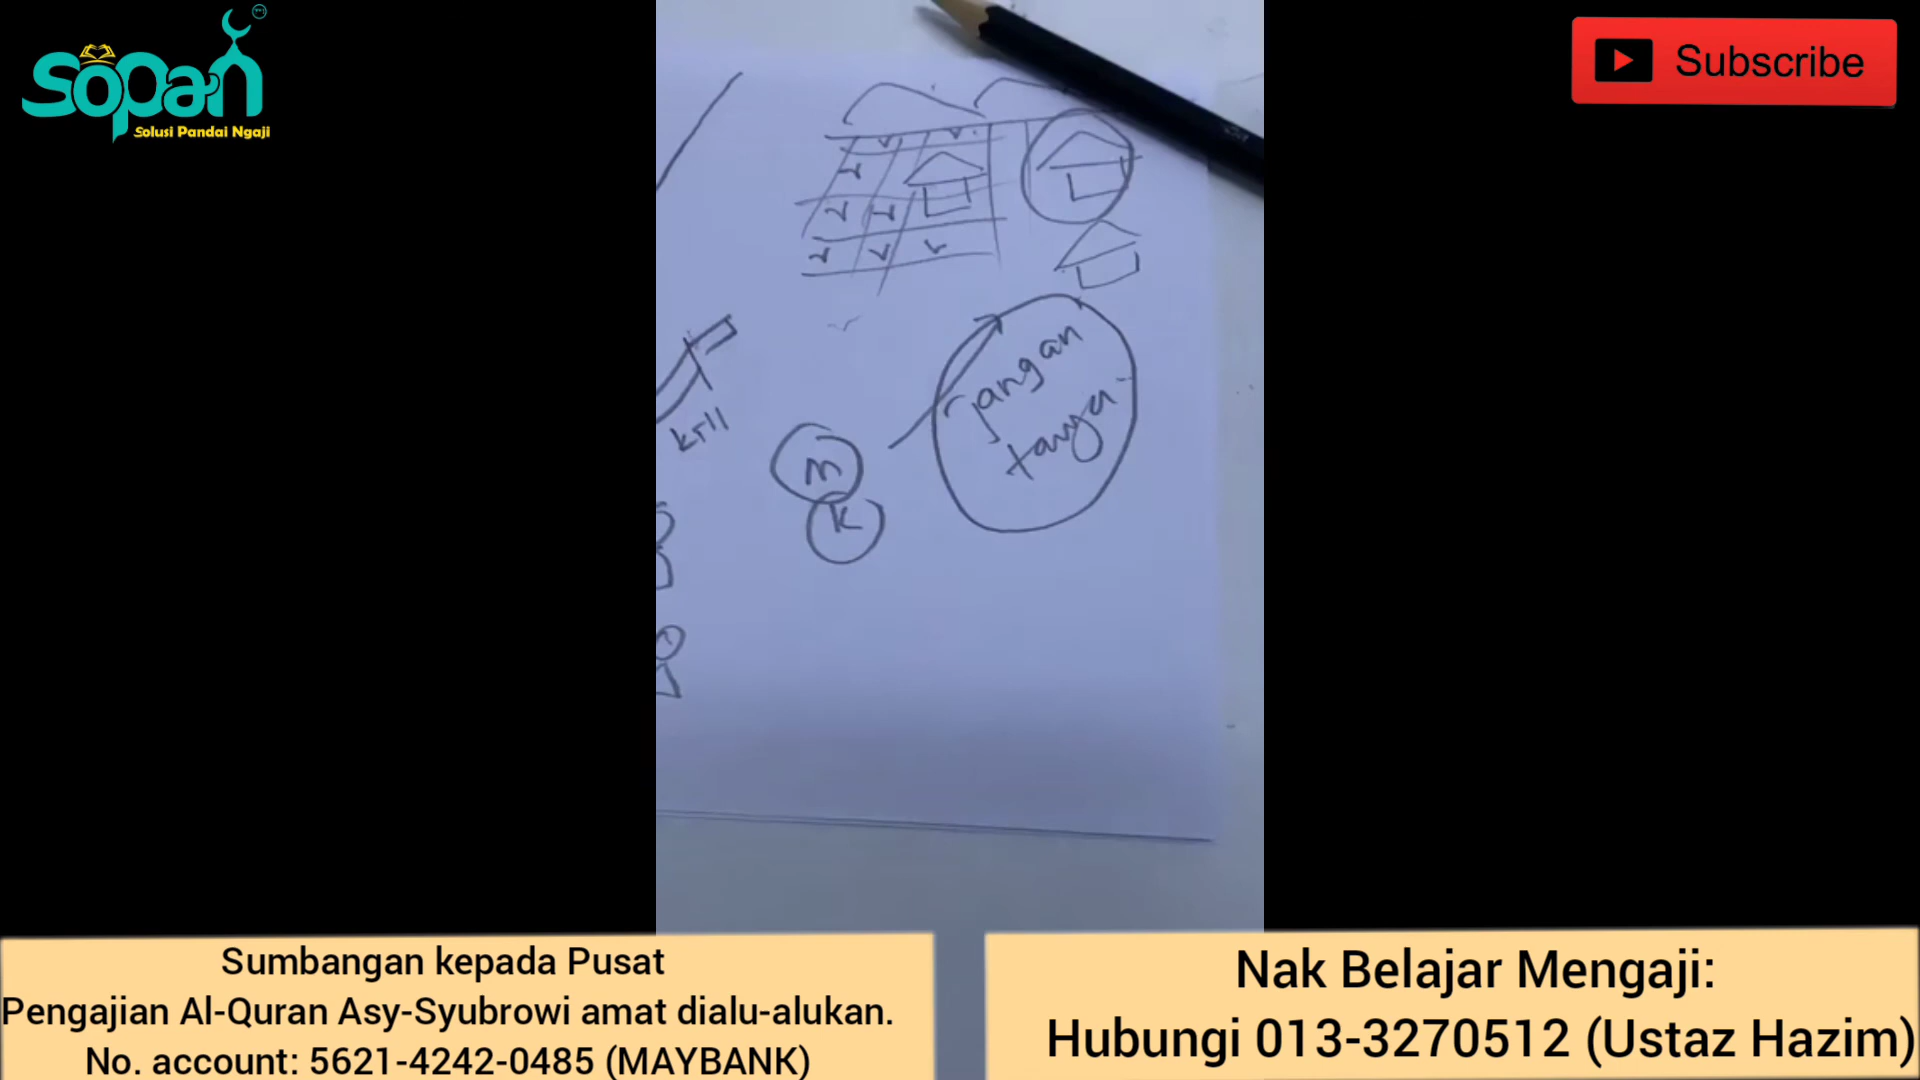 Sopan
Solusi Pandai Ngaji
Subscribe
jangan
tanya
kill
m
K
Sumbangan kepada Pusat
Pengajian Al-Quran Asy-Syubrowi amat dialu-alukan.
No. account: 5621-4242-0485 (MAYBANK)
Nak Belajar Mengaji:
Hubungi 013-3270512 (Ustaz Hazim)